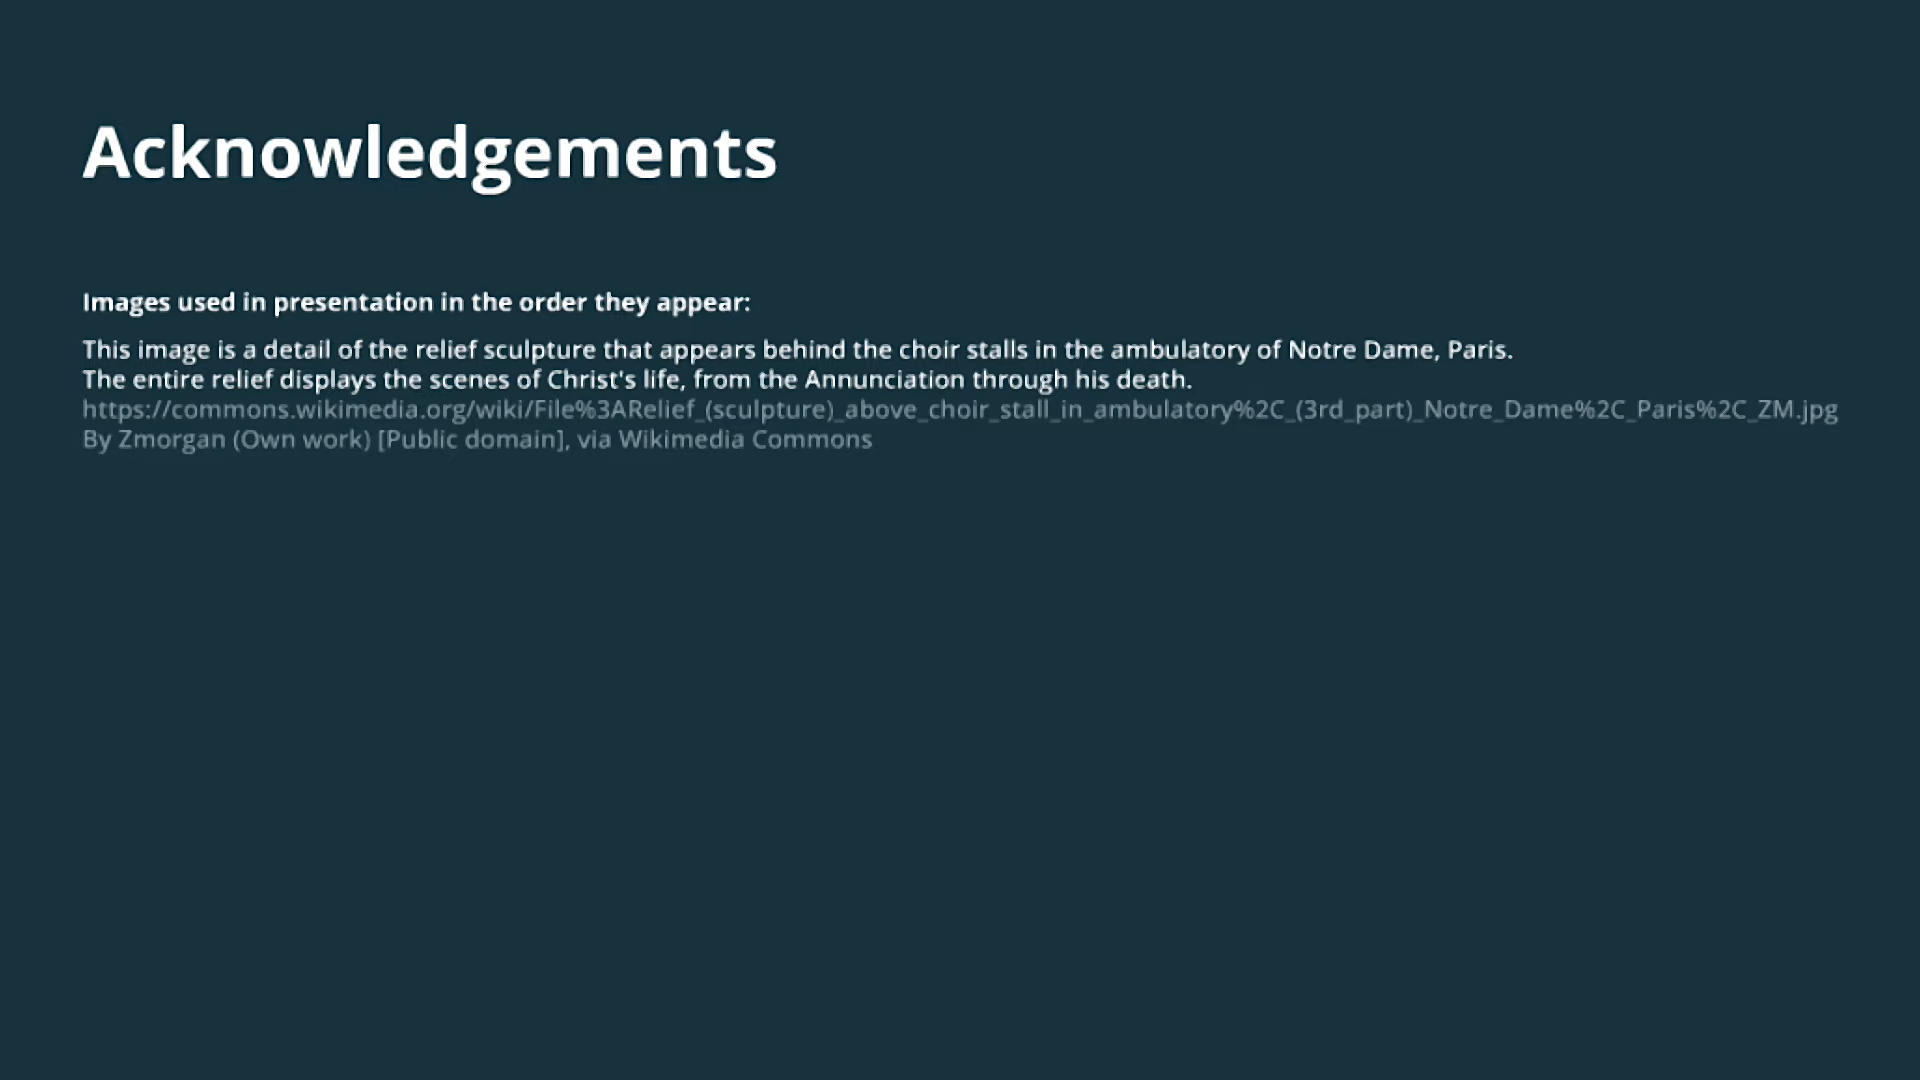 Acknowledgements
Images used in presentation in the order they appear:
This image is a detail of the relief sculpture that appears behind the choir stalls in the ambulatory of Notre Dame, Paris.
The entire relief displays the scenes of Christ's life, from the Annunciation through his death.
https://commons.wikimedia.org/wiki/File%3ARelief_(sculpture)_above_choir_stall_in_ambulatory%2C_(3rd_part)_Notre_Dame%2C_Paris%2C_ZM.jpg
By Zmorgan (Own work) [Public domain], via Wikimedia Commons